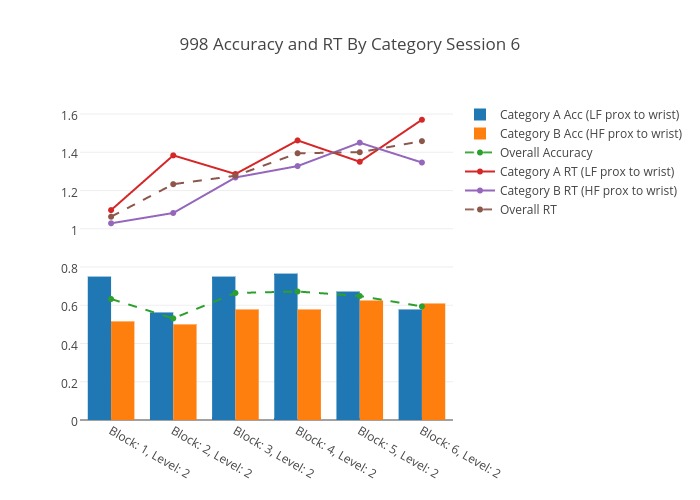 998 Accuracy and RT By Category Session 6
1.6
1.4
1.2
1
0.8
0.6
0.4
0.2
0
Category A Acc (LF prox to wrist)
Category B Acc (HF prox to wrist)
Overall Accuracy
Category A RT (LF prox to wrist)
Category B RT (HF prox to wrist)
Overall RT
Block: 1, Level: 2
Block: 2, Level: 2
Block: 3, Level: 2
Block: 4, Level: 2
Block: 5, Level: 2
Block: 6, Level: 2